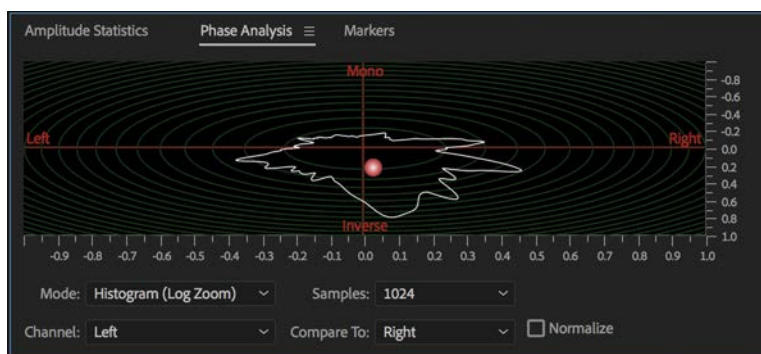 Amplitude Statistics Phase Analysis Markers
Mono
-0.8
-0.6
-0.4
-0.2
Left Right 0.0
0.2
0.4
0.6
Inverse 0.8
1.0
-0.9 -0.8 -0.7 -0.6 -0.5 -0.4 -0.3 -0.2 -0.1 0.0 0.1 0.2 0.3 0.4 0.5 0.6 0.7 0.8 0.9 1.0
Mode: Histogram (Log Zoom) Samples: 1024
Channel: Left Compare To: Right Normalize